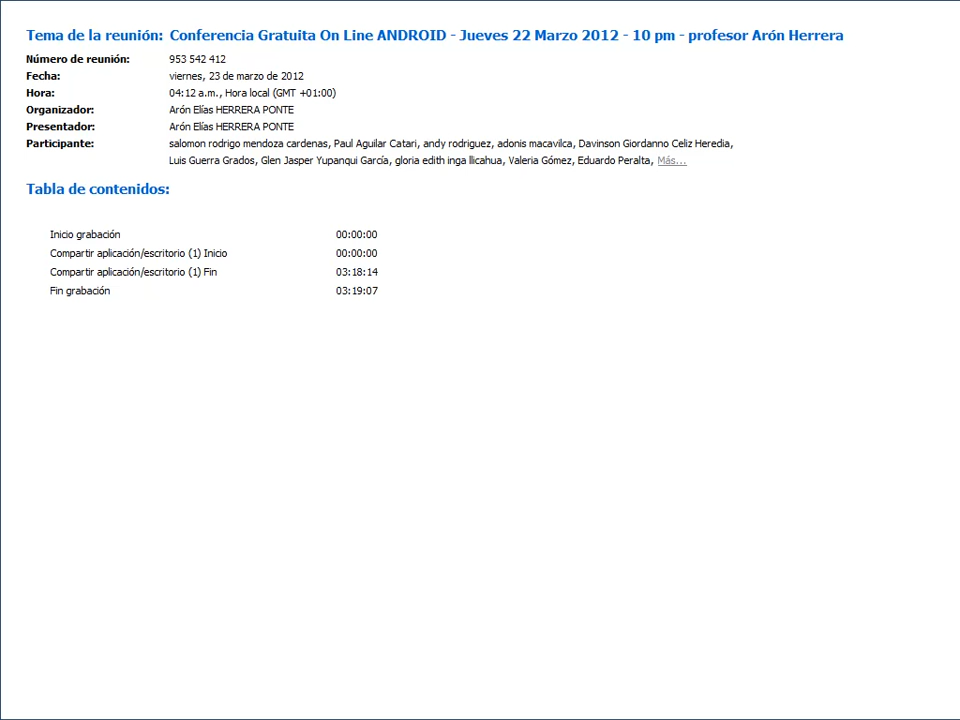 Tema de la reunión: Conferencia Gratuita On Line ANDROID - Jueves 22 Marzo 2012 - 10 pm - profesor Arón Herrera
Número de reunión: 953 542 412
Fecha: viernes, 23 de marzo de 2012
Hora: 04:12 a.m., Hora local (GMT +01:00)
Organizador: Arón Elías HERRERA PONTE
Presentador: Arón Elías HERRERA PONTE
Participante: salomon rodrigo mendoza cardenas, Paul Aguilar Catari, andy rodriguez, adonis macavilca, Davinson Giordanno Celiz Heredia,
Luis Guerra Grados, Glen Jasper Yupanqui García, gloria edith inga llicahua, Valeria Gómez, Eduardo Peralta, Más...
Tabla de contenidos:
Inicio grabación 00:00:00
Compartir aplicación/escritorio (1) Inicio 00:00:00
Compartir aplicación/escritorio (1) Fin 03:18:14
Fin grabación 03:19:07